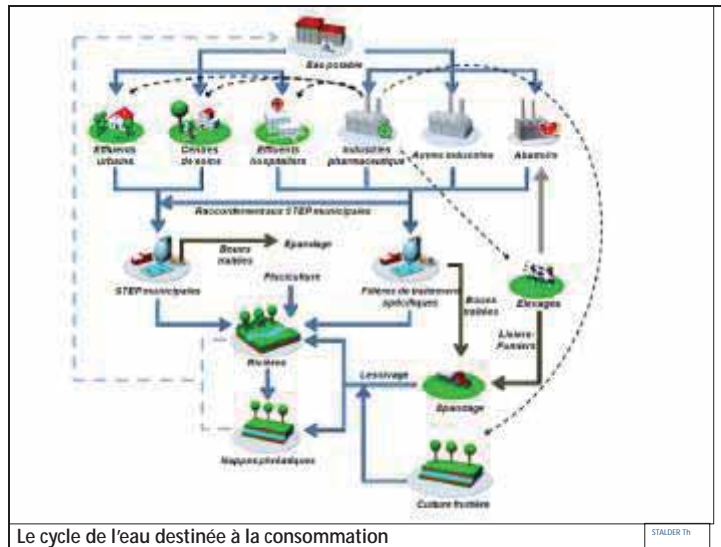 Eau potable
Effluents
urbains
Centres
de soins
Effluents
hospitaliers
Industries
pharmaceutique
Autres industries
Abattoirs
Raccordement aux STEP municipales
Boues
traitées
Epandage
Pisciculture
STEP municipales
Filières de traitement
spécifiques
Boues
traitées
Elevages
Lisiers-
Fumiers
Rivières
Lessivage
Epandage
Nappes phréatiques
Culture fruitière
Le cycle de l'eau destinée à la consommation
STALDER Th